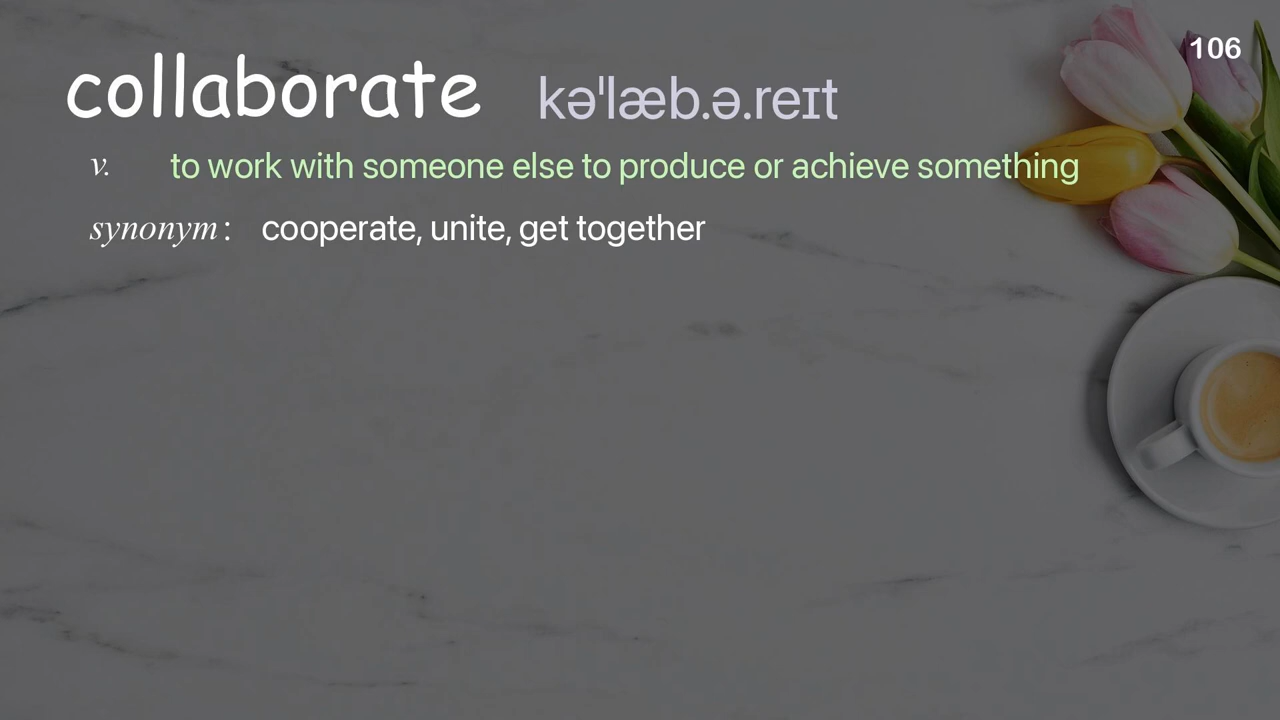 106
collaborate kə'læb.ə.reɪt
v. to work with someone else to produce or achieve something
synonym: cooperate, unite, get together